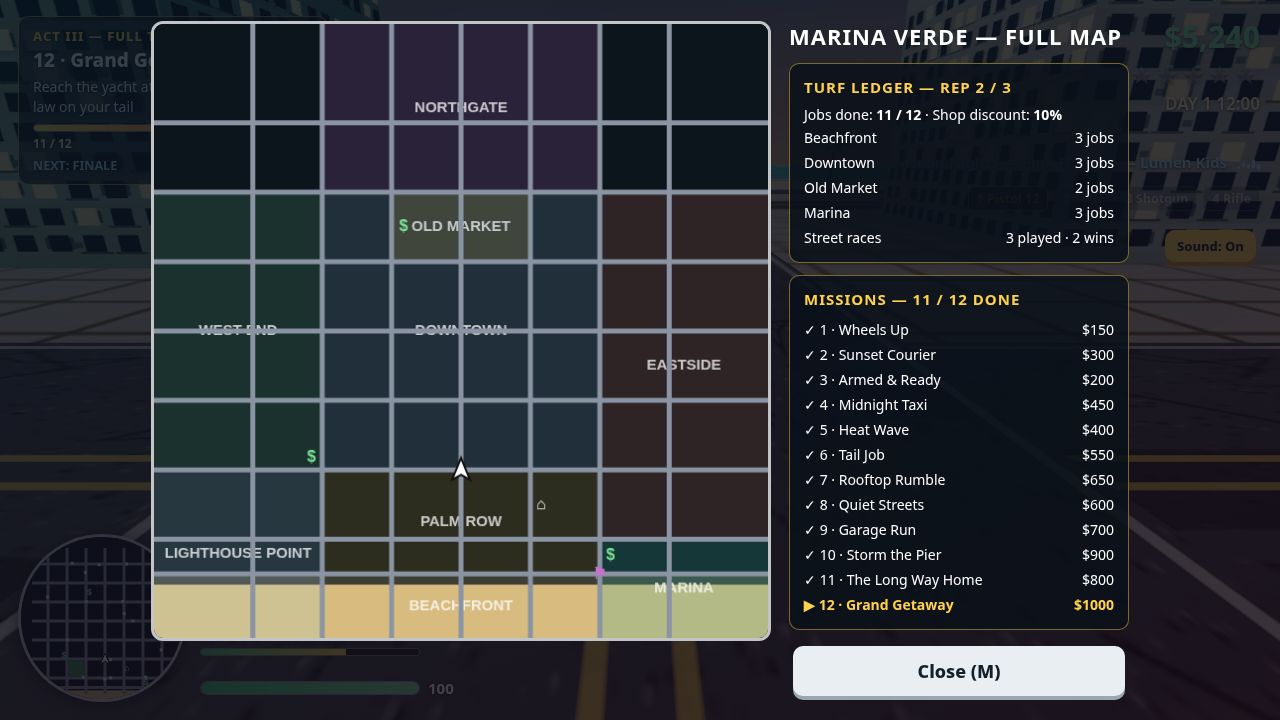 MARINA VERDE — FULL MAP
$5,240
ACT III — FULL T
12 · Grand Ge
Reach the yacht at
law on your tail
11 / 12
NEXT: FINALE
DAY 1 12:00
Lumen Kids
1 Pistol 12
Shotgun
4 Rifle
Sound: On
NORTHGATE
$ OLD MARKET
WEST END
DOWNTOWN
EASTSIDE
$
PALM ROW
LIGHTHOUSE POINT
$
MARINA
BEACHFRONT
100
TURF LEDGER — REP 2 / 3
Jobs done: 11 / 12 · Shop discount: 10%
Beachfront 3 jobs
Downtown 3 jobs
Old Market 2 jobs
Marina 3 jobs
Street races 3 played · 2 wins
MISSIONS — 11 / 12 DONE
✓ 1 · Wheels Up $150
✓ 2 · Sunset Courier $300
✓ 3 · Armed & Ready $200
✓ 4 · Midnight Taxi $450
✓ 5 · Heat Wave $400
✓ 6 · Tail Job $550
✓ 7 · Rooftop Rumble $650
✓ 8 · Quiet Streets $600
✓ 9 · Garage Run $700
✓ 10 · Storm the Pier $900
✓ 11 · The Long Way Home $800
▶ 12 · Grand Getaway $1000
Close (M)